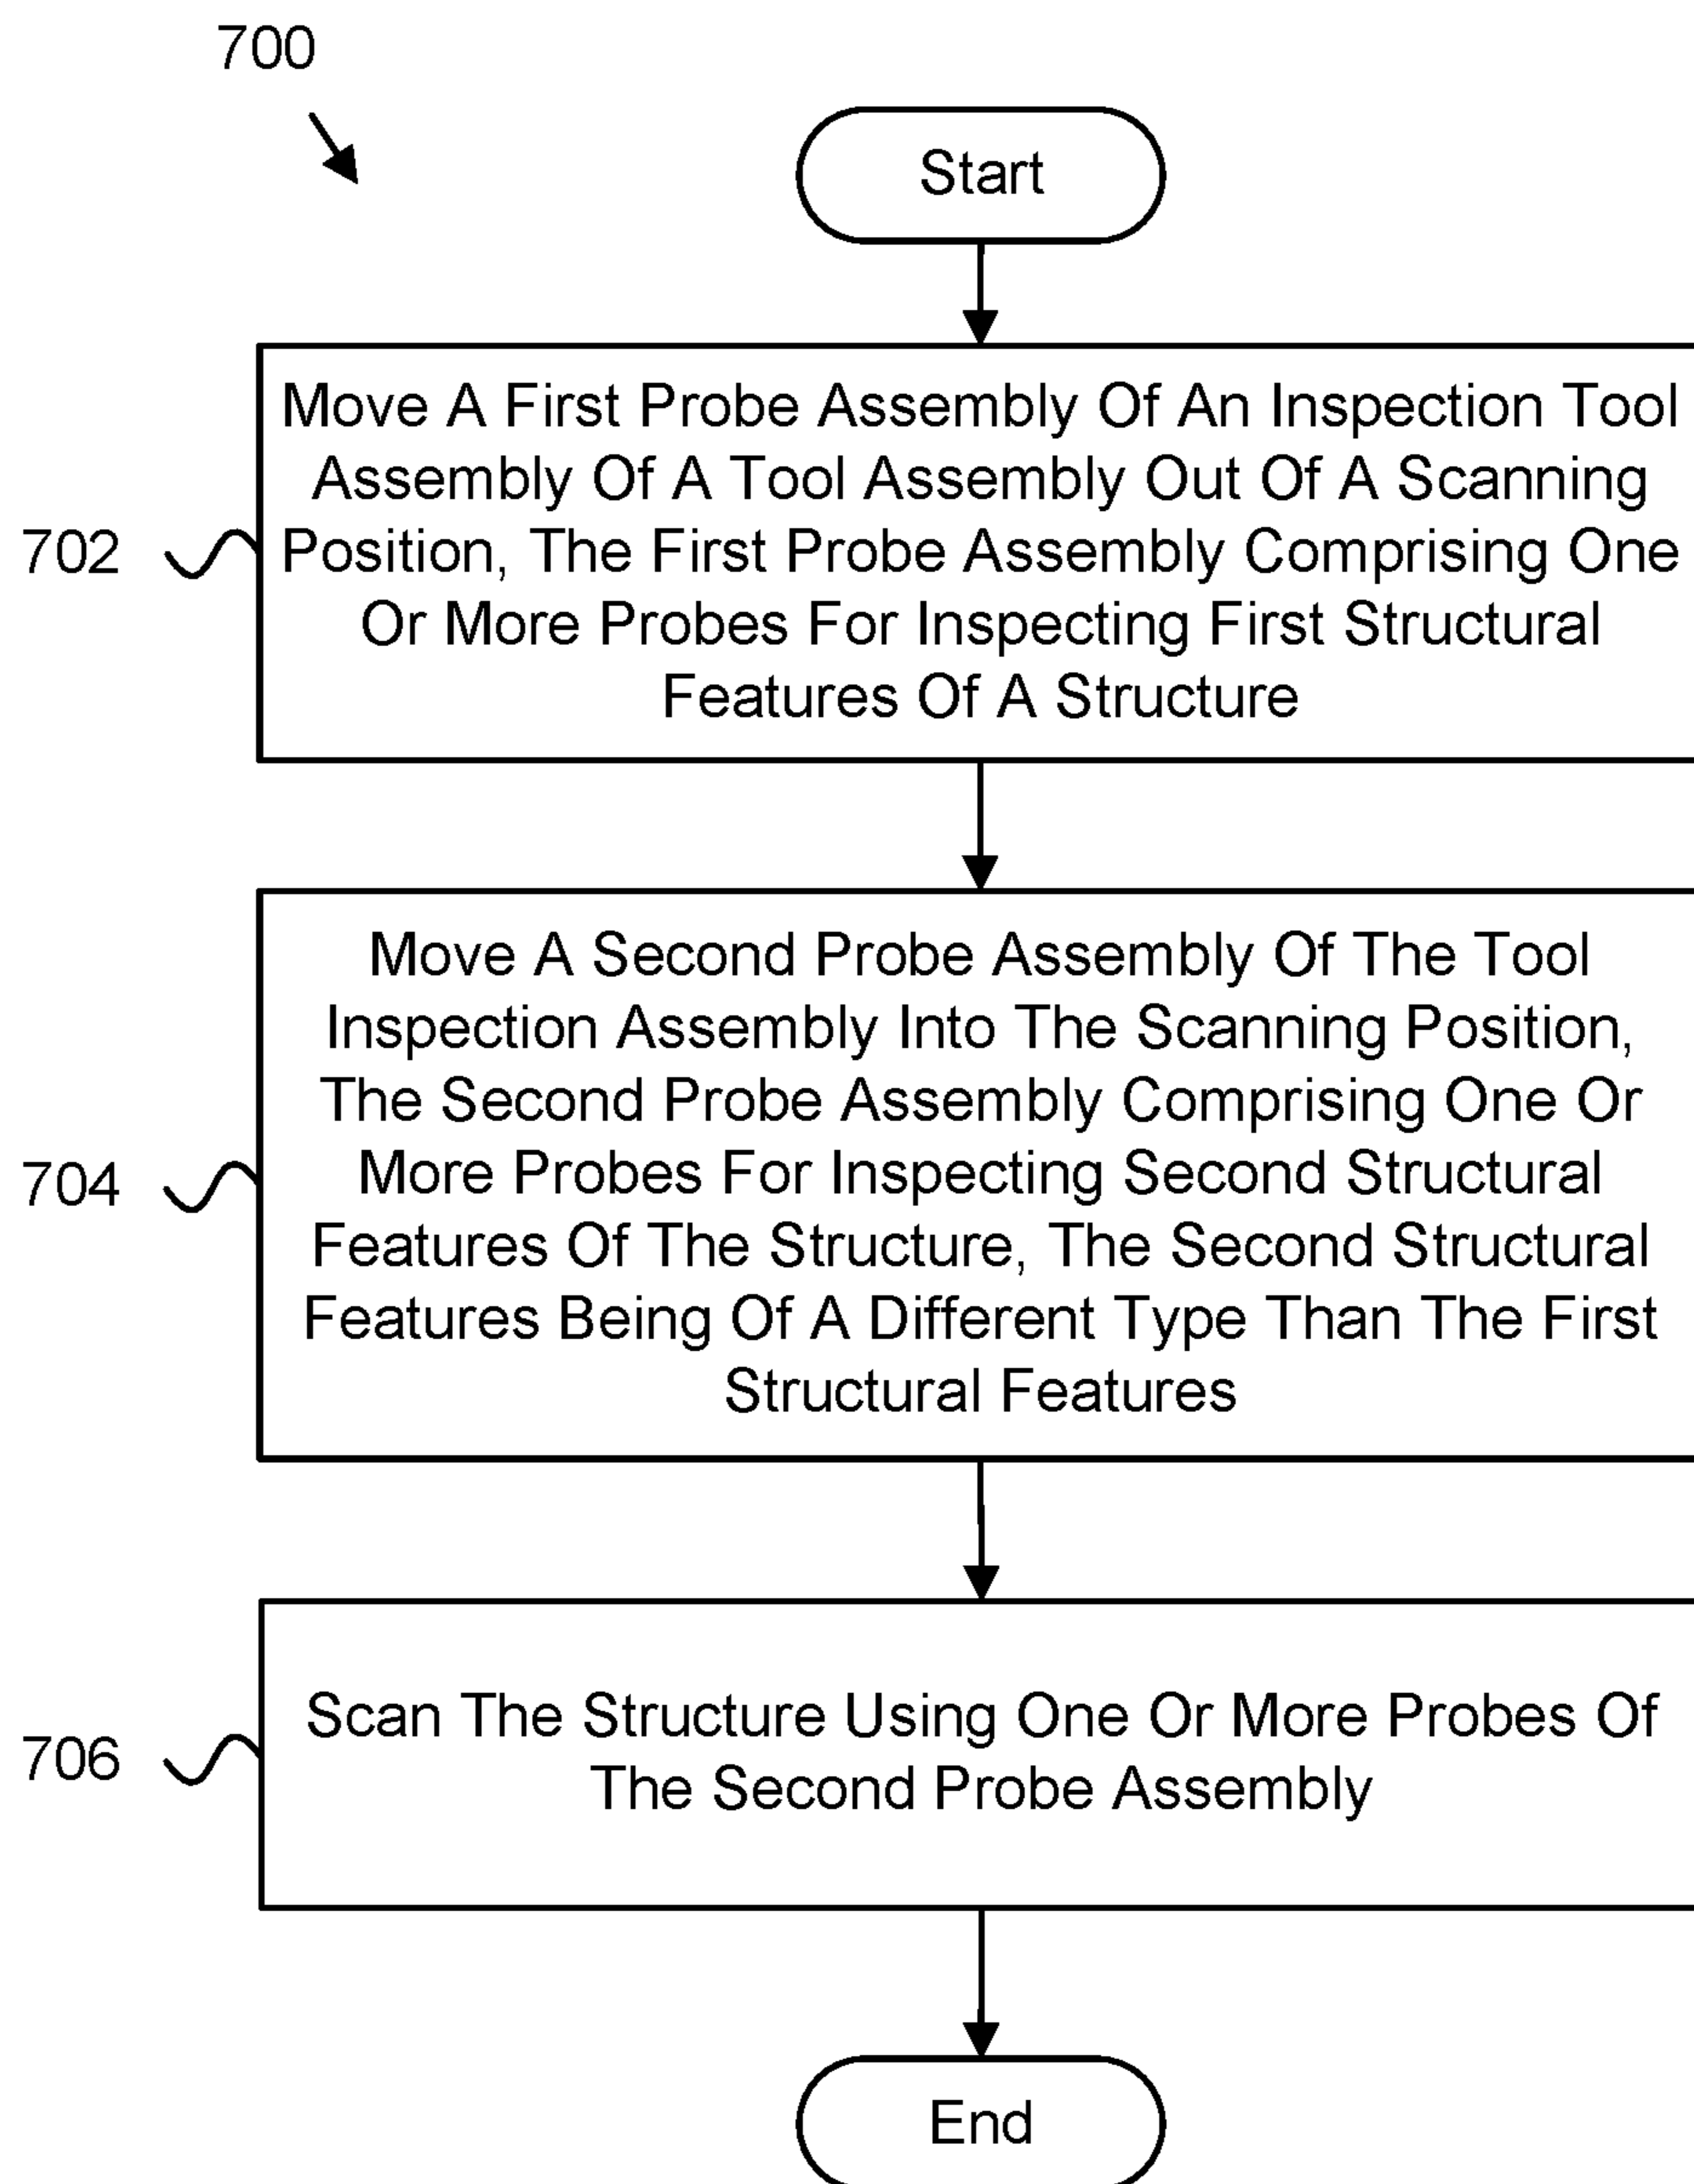 700
Start
Move A First Probe Assembly Of An Inspection Tool
Assembly Of A Tool Assembly Out Of A Scanning
Position, The First Probe Assembly Comprising One
Or More Probes For Inspecting First Structural
Features Of A Structure
702
Move A Second Probe Assembly Of The Tool
Inspection Assembly Into The Scanning Position,
The Second Probe Assembly Comprising One Or
More Probes For Inspecting Second Structural
Features Of The Structure, The Second Structural
Features Being Of A Different Type Than The First
Structural Features
704
Scan The Structure Using One Or More Probes Of
The Second Probe Assembly
706
End